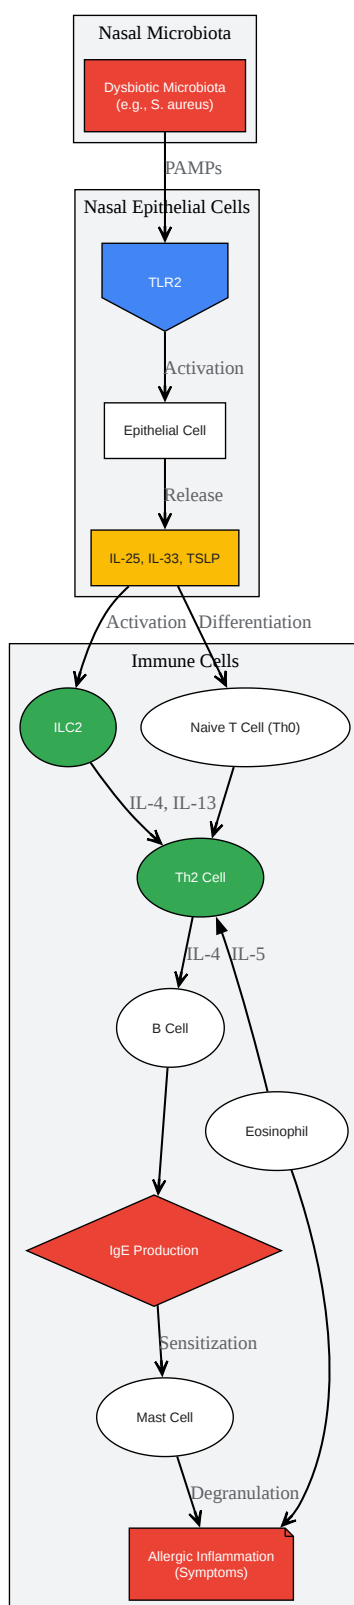 Nasal Microbiota
Dysbiotic Microbiota
(e.g., S. aureus)
PAMPs
Nasal Epithelial Cells
TLR2
Activation
Epithelial Cell
Release
IL-25, IL-33, TSLP
Activation
Differentiation
Immune Cells
ILC2
Naive T Cell (Th0)
IL-4, IL-13
Th2 Cell
IL-4
IL-5
B Cell
Eosinophil
IgE Production
Sensitization
Mast Cell
Degranulation
Allergic Inflammation
(Symptoms)